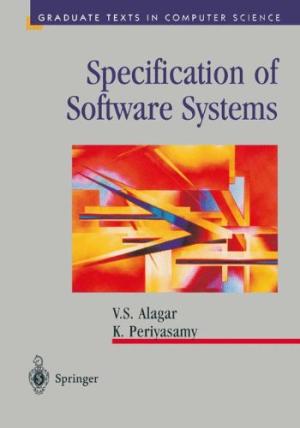 GRADUATE TEXTS IN COMPUTER SCIENCE
Specification of
Software Systems
V.S. Alagar
K. Periyasamy
Springer